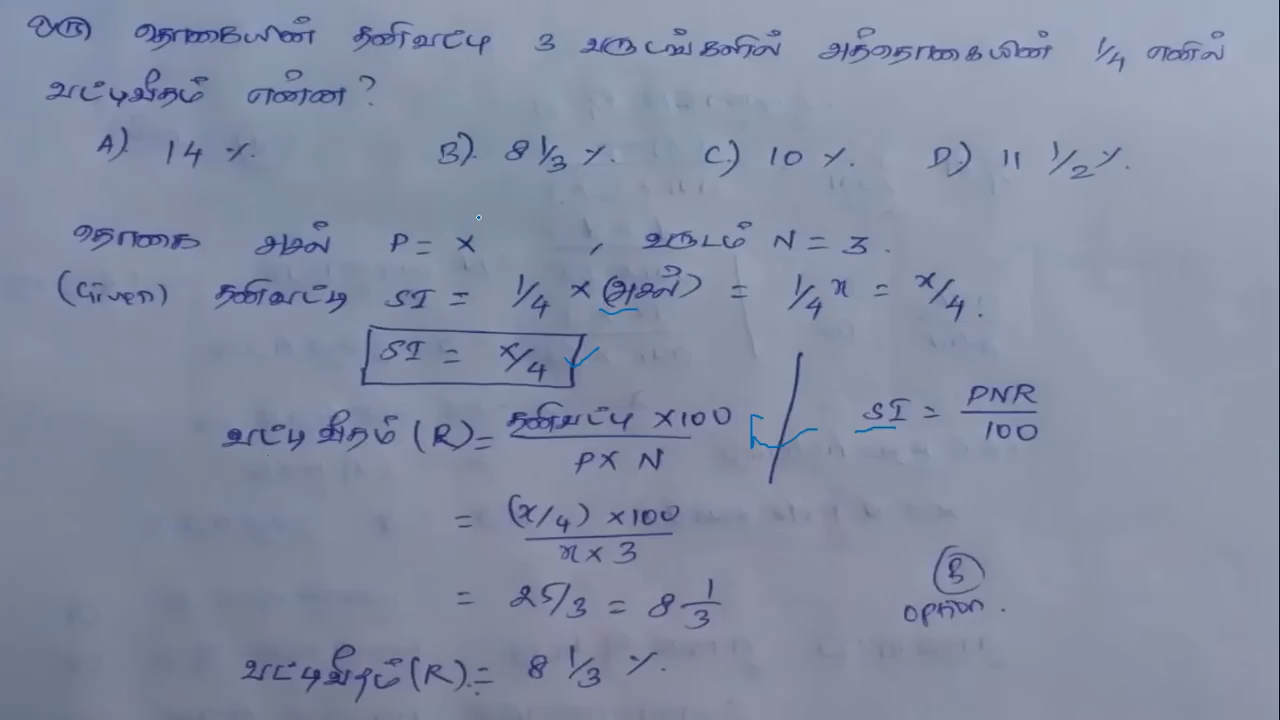 ஒரு தொகையின் தனிவட்டி 3 வருடங்களில் அத்தொகையின் 1/4 எனில்
வட்டிவீதம் என்ன?
A) 14 %. B). 8 1/3 %. C) 10 %. D.) 11 1/2 %.
தொகை அசல் P = x , வருடம் N = 3.
(Given) தனிவட்டி SI = 1/4 x (அசல்) = 1/4 x = x/4.
SI = x/4
வட்டி வீதம் (R) = தனிவட்டி x 100 / P x N
SI = PNR / 100
= (x/4) x 100 / x x 3
= 25/3 = 8 1/3
B
option.
வட்டிவீதம் (R). = 8 1/3 %.